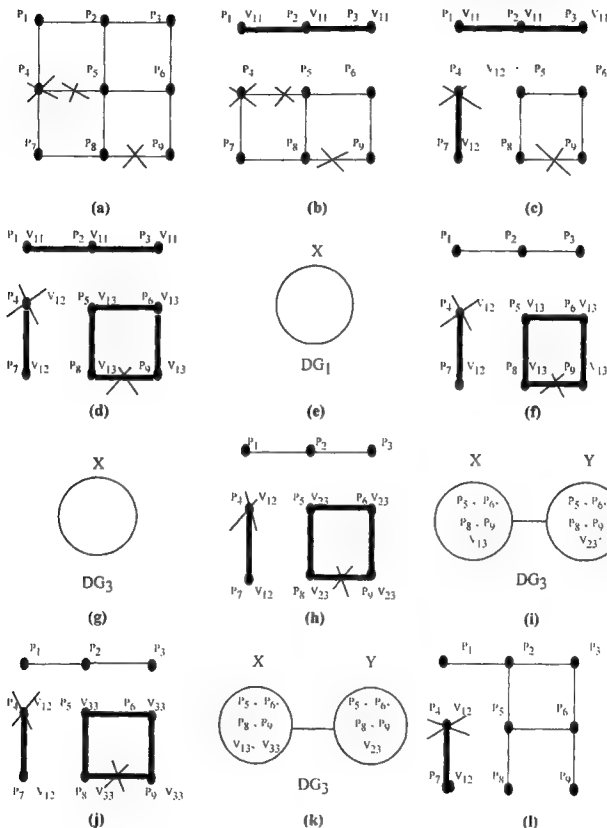 P1 P2 P3
P4 P5 P6
P7 P8 P9
(a)
P1 V11 P2 V11 P3 V11
P4 P5 P6
P7 P8 P9
(b)
P1 P2 V11 P3 V11
P4 V12 P5 P6
P7 V12 P8 P9
(c)
P1 V11 P2 V11 P3 V11
P4 V12 P5 V13 P6 V13
P7 V12 P8 V13 P9 V13
(d)
X
DG1
(e)
P1 P2 P3
P4 V12 P5 V13 P6 V13
P7 V12 P8 V13 P9 V13
(f)
X
DG3
(g)
P1 P2 P3
P4 V12 P5 V23 P6 V23
P7 V12 P8 V23 P9 V23
(h)
X Y
P5, P6, P5, P6,
P8, P9 P8, P9
V13 V23
DG3
(i)
P1 P2 P3
P4 V12 P5 V33 P6 V33
P7 V12 P8 V33 P9 V33
(j)
X Y
P5, P6, P5, P6,
P8, P9 P8, P9
V13, V33 V23
DG3
(k)
P1 P2 P3
P4 V12 P5 P6
P7 V12 P8 P9
(l)